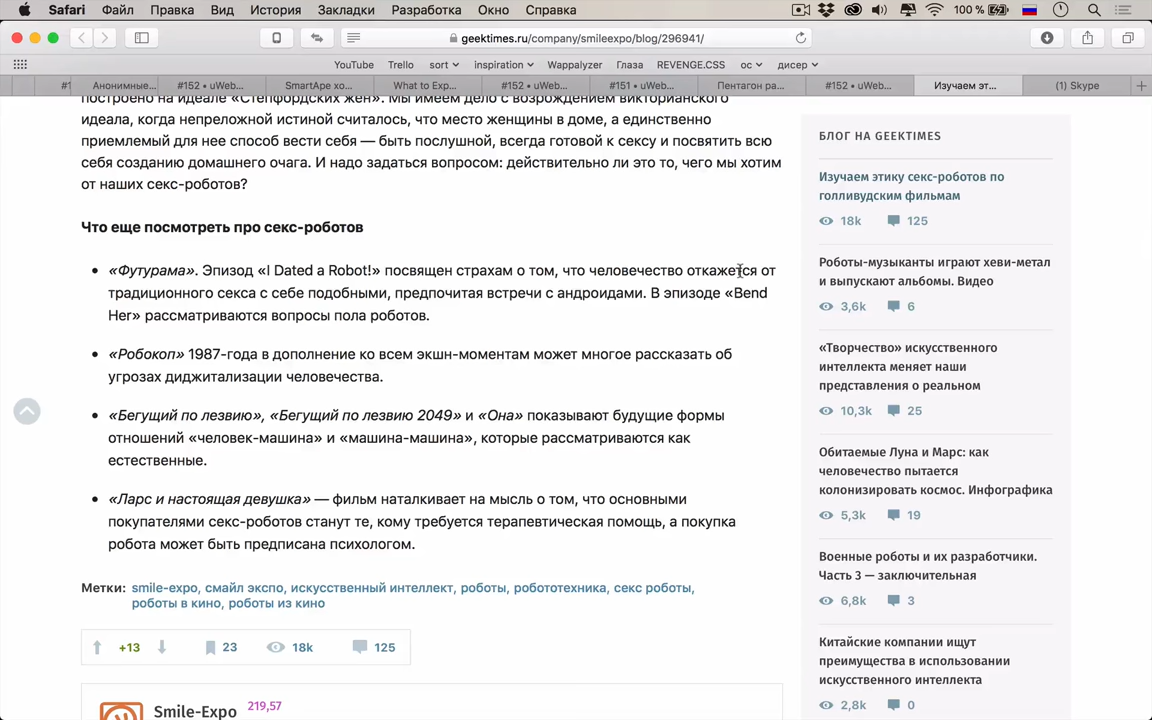 Safari Файл Правка Вид История Закладки Разработка Окно Справка 100 %
geektimes.ru/company/smileexpo/blog/296941/
YouTube Trello sort inspiration Wappalyzer Глаза REVENGE.CSS ос дисер
#1 Анонимные... #152 • uWeb... SmartApe хо... What to Exp... #152 • uWeb... #151 • uWeb... Пентагон ра... #152 • uWeb... Изучаем эт... (1) Skype
построено на идеале «Степфордских жен». Мы имеем дело с возрождением викторианского
идеала, когда непреложной истиной считалось, что место женщины в доме, а единственно
приемлемый для нее способ вести себя — быть послушной, всегда готовой к сексу и посвятить всю
себя созданию домашнего очага. И надо задаться вопросом: действительно ли это то, чего мы хотим
от наших секс-роботов?
Что еще посмотреть про секс-роботов
• «Футурама». Эпизод «I Dated a Robot!» посвящен страхам о том, что человечество откажется от
традиционного секса с себе подобными, предпочитая встречи с андроидами. В эпизоде «Bend
Her» рассматриваются вопросы пола роботов.
• «Робокоп» 1987-года в дополнение ко всем экшн-моментам может многое рассказать об
угрозах диджитализации человечества.
• «Бегущий по лезвию», «Бегущий по лезвию 2049» и «Она» показывают будущие формы
отношений «человек-машина» и «машина-машина», которые рассматриваются как
естественные.
• «Ларс и настоящая девушка» — фильм наталкивает на мысль о том, что основными
покупателями секс-роботов станут те, кому требуется терапевтическая помощь, а покупка
робота может быть предписана психологом.
Метки: smile-expo, смайл экспо, искусственный интеллект, роботы, робототехника, секс роботы,
роботы в кино, роботы из кино
+13 23 18k 125
Smile-Expo 219,57
БЛОГ НА GEEKTIMES
Изучаем этику секс-роботов по
голливудским фильмам
18k 125
Роботы-музыканты играют хеви-метал
и выпускают альбомы. Видео
3,6k 6
«Творчество» искусственного
интеллекта меняет наши
представления о реальном
10,3k 25
Обитаемые Луна и Марс: как
человечество пытается
колонизировать космос. Инфографика
5,3k 19
Военные роботы и их разработчики.
Часть 3 — заключительная
6,8k 3
Китайские компании ищут
преимущества в использовании
искусственного интеллекта
2,8k 0